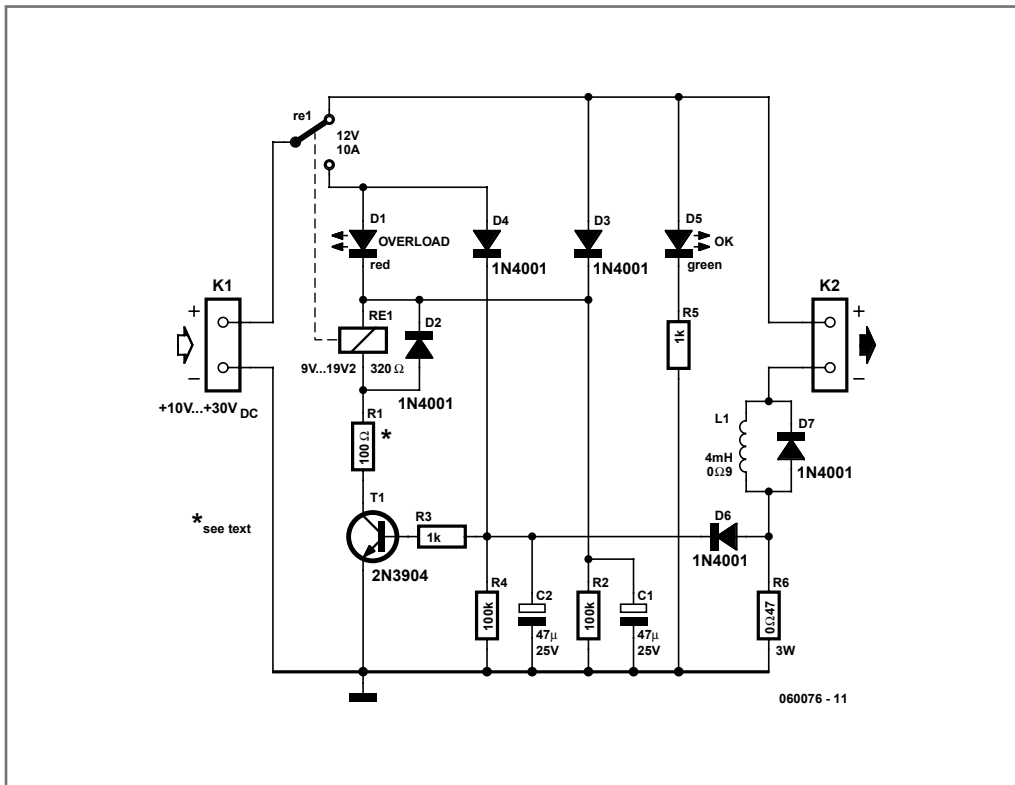 re1
12V
10A
D1
OVERLOAD
red
D4
1N4001
D3
1N4001
D5
OK
green
K1
+
−
+10V...+30V DC
RE1
9V...19V2
320 Ω
D2
1N4001
R5
1k
K2
+
−
R1
100 Ω
*
L1
4mH
0Ω9
D7
1N4001
*see text
T1
2N3904
R3
1k
D6
1N4001
R4
100k
C2
47µ
25V
R2
100k
C1
47µ
25V
R6
0Ω47
3W
060076 - 11